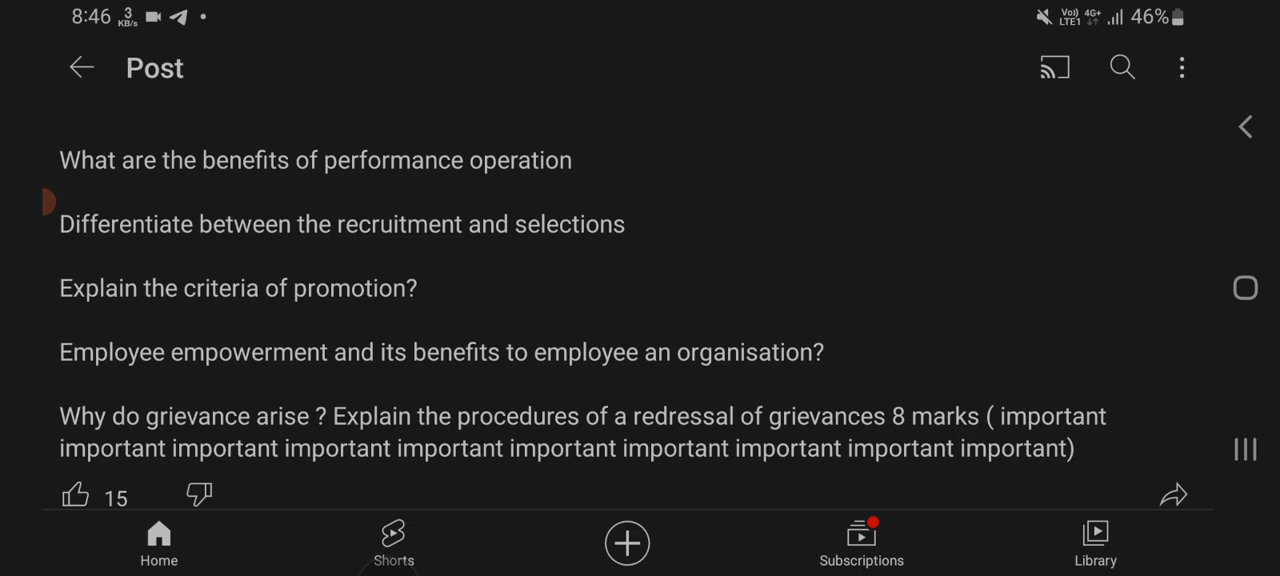 8:46 3 KB/s Vo)) LTE1 4G+ 46%
Post
What are the benefits of performance operation
Differentiate between the recruitment and selections
Explain the criteria of promotion?
Employee empowerment and its benefits to employee an organisation?
Why do grievance arise ? Explain the procedures of a redressal of grievances 8 marks ( important
important important important important important important important important important)
15
Home Shorts Subscriptions Library